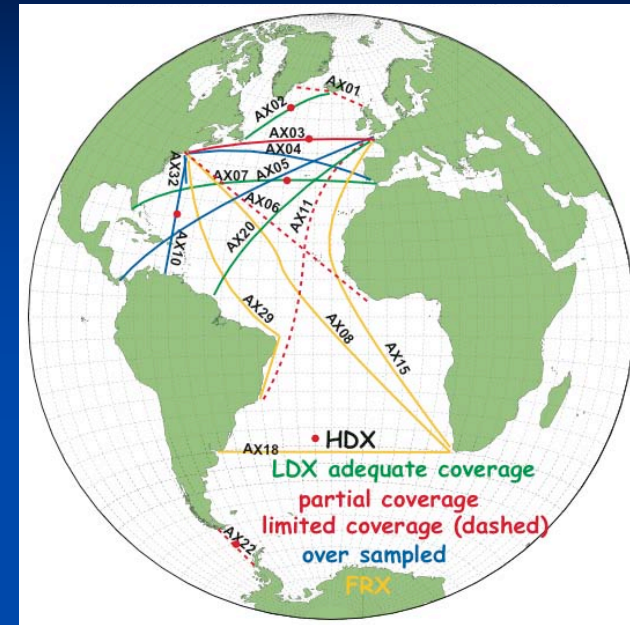 AX01
AX02
AX03
AX04
AX32
AX07
AX05
AX06
AX11
AX20
AX10
AX29
AX08
AX15
HDX
AX18
LDX adequate coverage
partial coverage
limited coverage (dashed)
over sampled
FRX
AX22